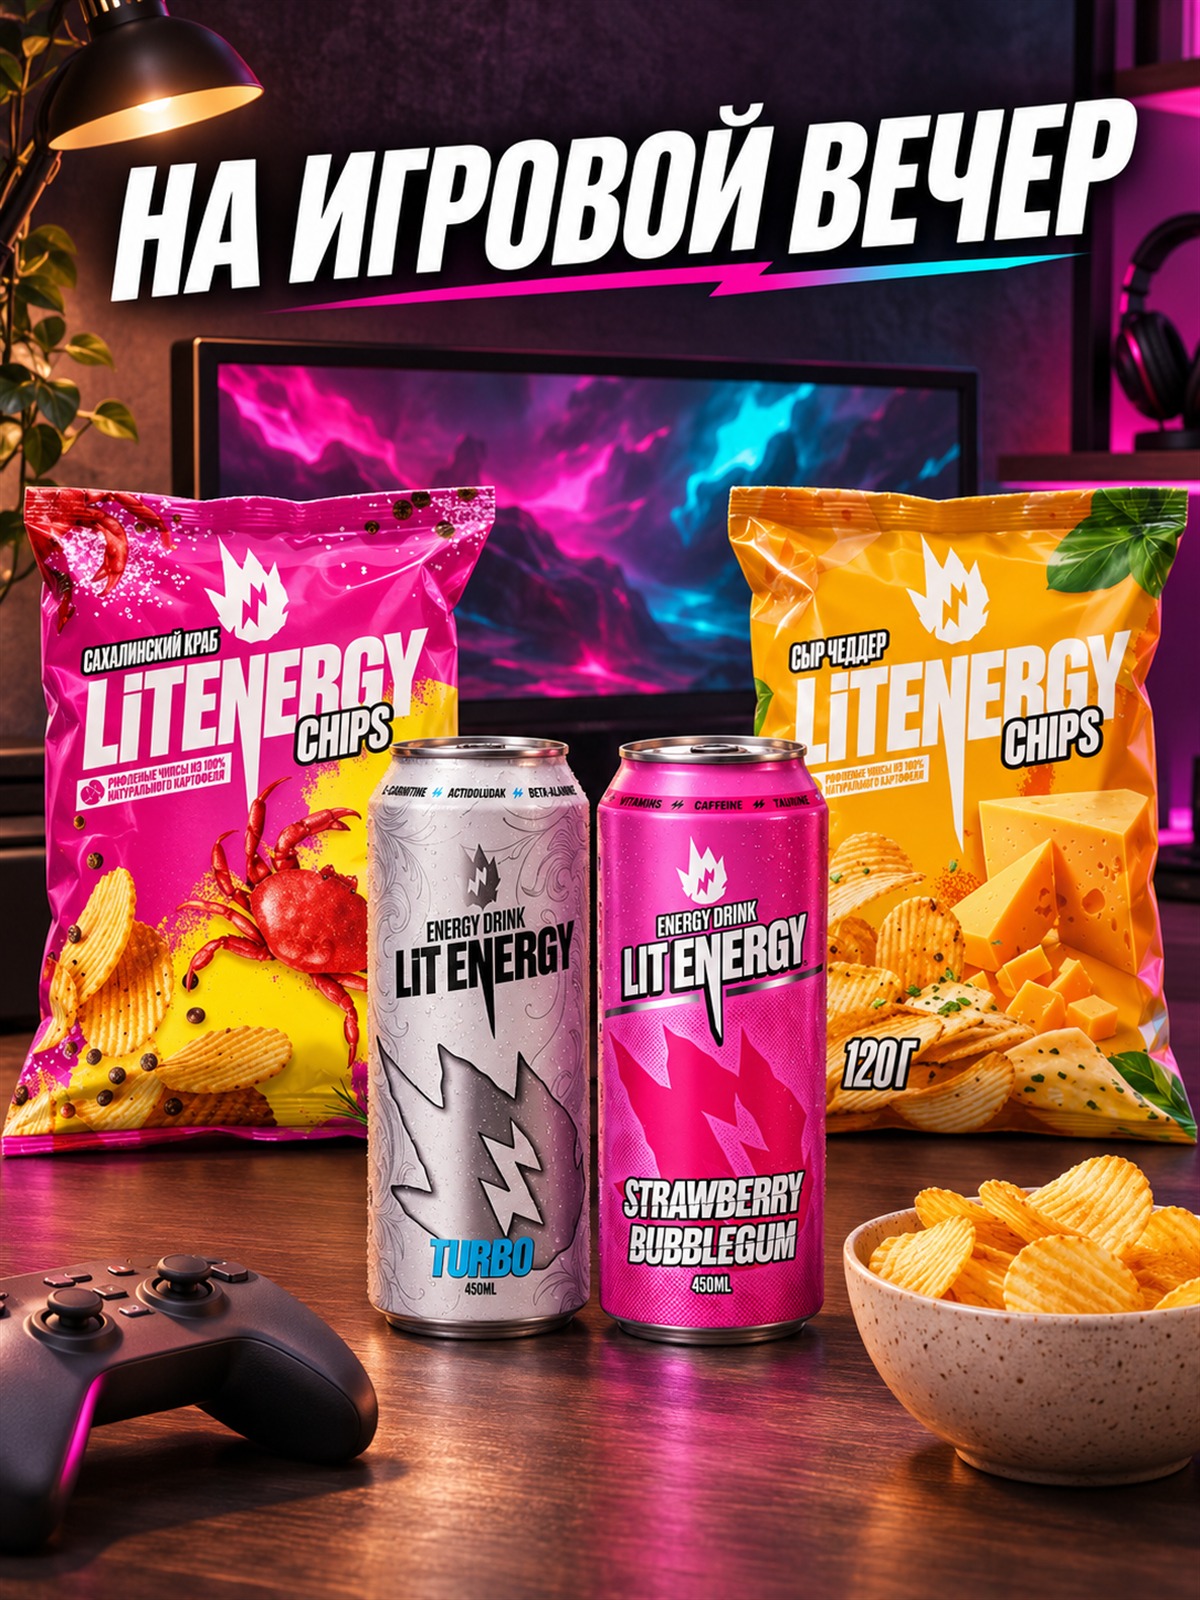 НА ИГРОВОЙ ВЕЧЕР
САХАЛИНСКИЙ КРАБ
LiTENERGY
CHIPS
РИФЛЕНЫЕ ЧИПСЫ ИЗ 100%
НАТУРАЛЬНОГО КАРТОФЕЛЯ
СЫР ЧЕДДЕР
LiTENERGY
CHIPS
РИФЛЕНЫЕ ЧИПСЫ ИЗ 100%
НАТУРАЛЬНОГО КАРТОФЕЛЯ
120Г
L-CARNITINE ACTIDOLUDAK BETA-ALANINE
ENERGY DRINK
LiTENERGY
TURBO
450ML
VITAMINS CAFFEINE TAURINE
ENERGY DRINK
LIT ENERGY
STRAWBERRY
BUBBLEGUM
450ML